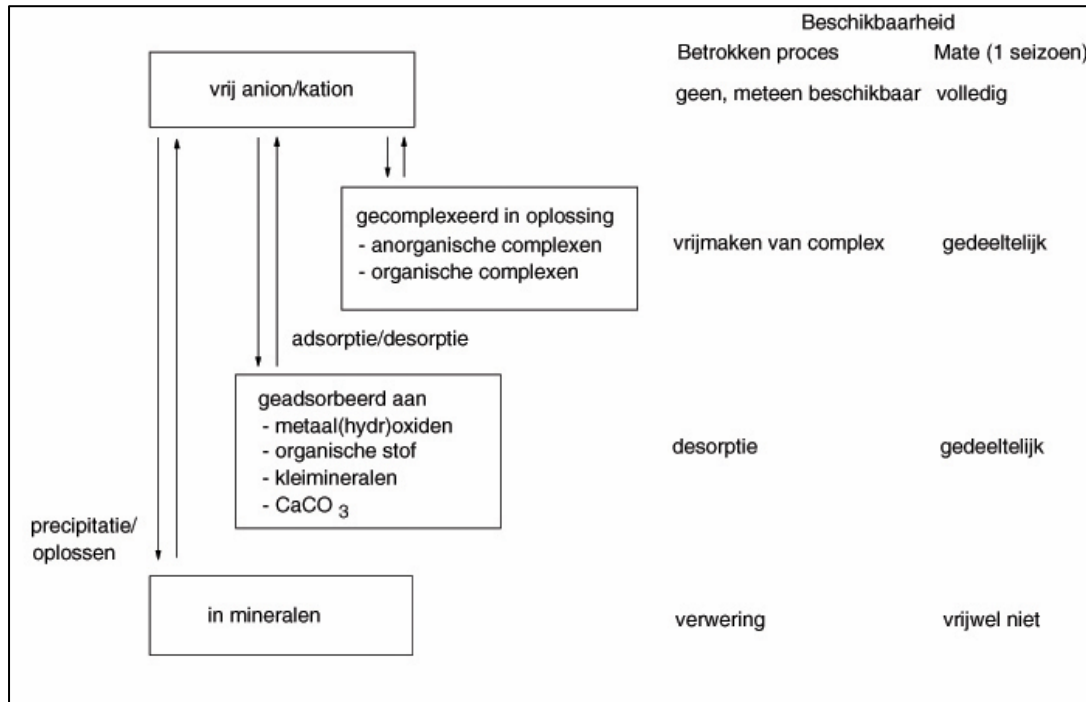 Beschikbaarheid
Betrokken proces Mate (1 seizoen)
vrij anion/kation
geen, meteen beschikbaar volledig
gecomplexeerd in oplossing
- anorganische complexen
- organische complexen
vrijmaken van complex gedeeltelijk
adsorptie/desorptie
geadsorbeerd aan
- metaal(hydr)oxiden
- organische stof
- kleimineralen
- CaCO 3
desorptie gedeeltelijk
precipitatie/
oplossen
in mineralen
verwering vrijwel niet